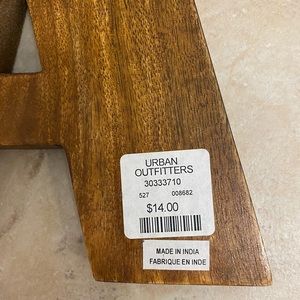 URBAN
OUTFITTERS
30333710
527 008682
$14.00
MADE IN INDIA
FABRIQUE EN INDE